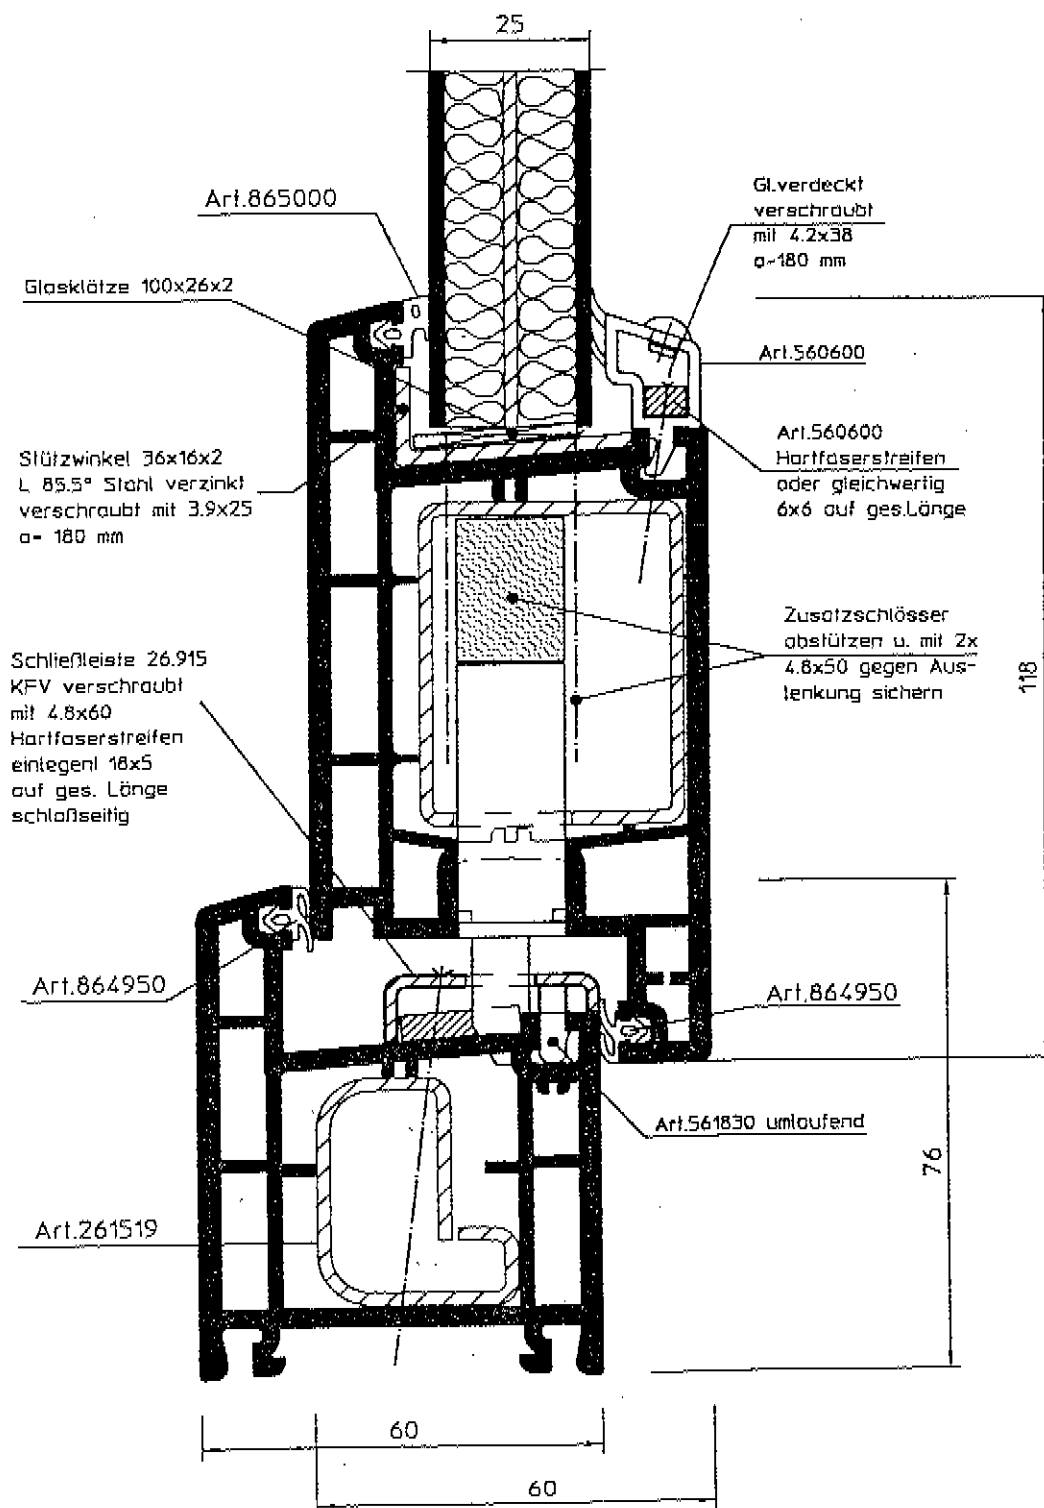 25
Art.865000
Gl.verdeckt
verschraubt
mit 4.2x38
a~180 mm
Glasklötze 100x26x2
Art.560600
Stützwinkel 36x16x2
L 85.5° Stahl verzinkt
verschraubt mit 3.9x25
a= 180 mm
Art.560600
Hartfaserstreifen
oder gleichwertig
6x6 auf ges.Länge
Zusatzschlösser
abstützen u. mit 2x
4.8x50 gegen Aus-
lenkung sichern
118
Schließleiste 26.915
KFV verschraubt
mit 4.8x60
Hartfaserstreifen
einlegen! 18x5
auf ges. Länge
schloßseitig
Art.864950
Art.864950
Art.561830 umlaufend
76
Art.261519
60
60